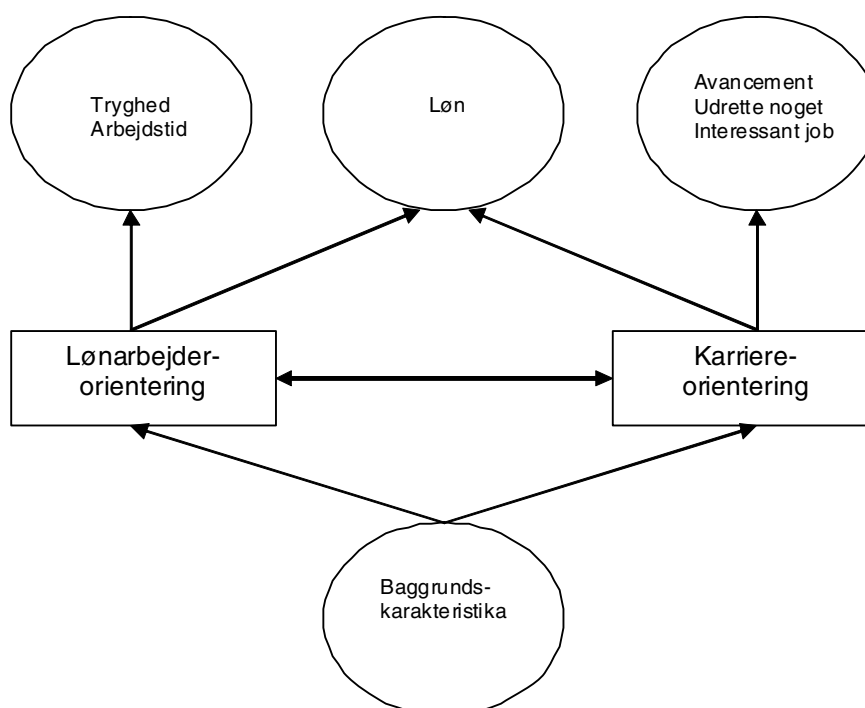 Tryghed
Arbejdstid
Løn
Avancement
Udrette noget
Interessant job
Lønarbejder-
orientering
Karriere-
orientering
Baggrunds-
karakteristika